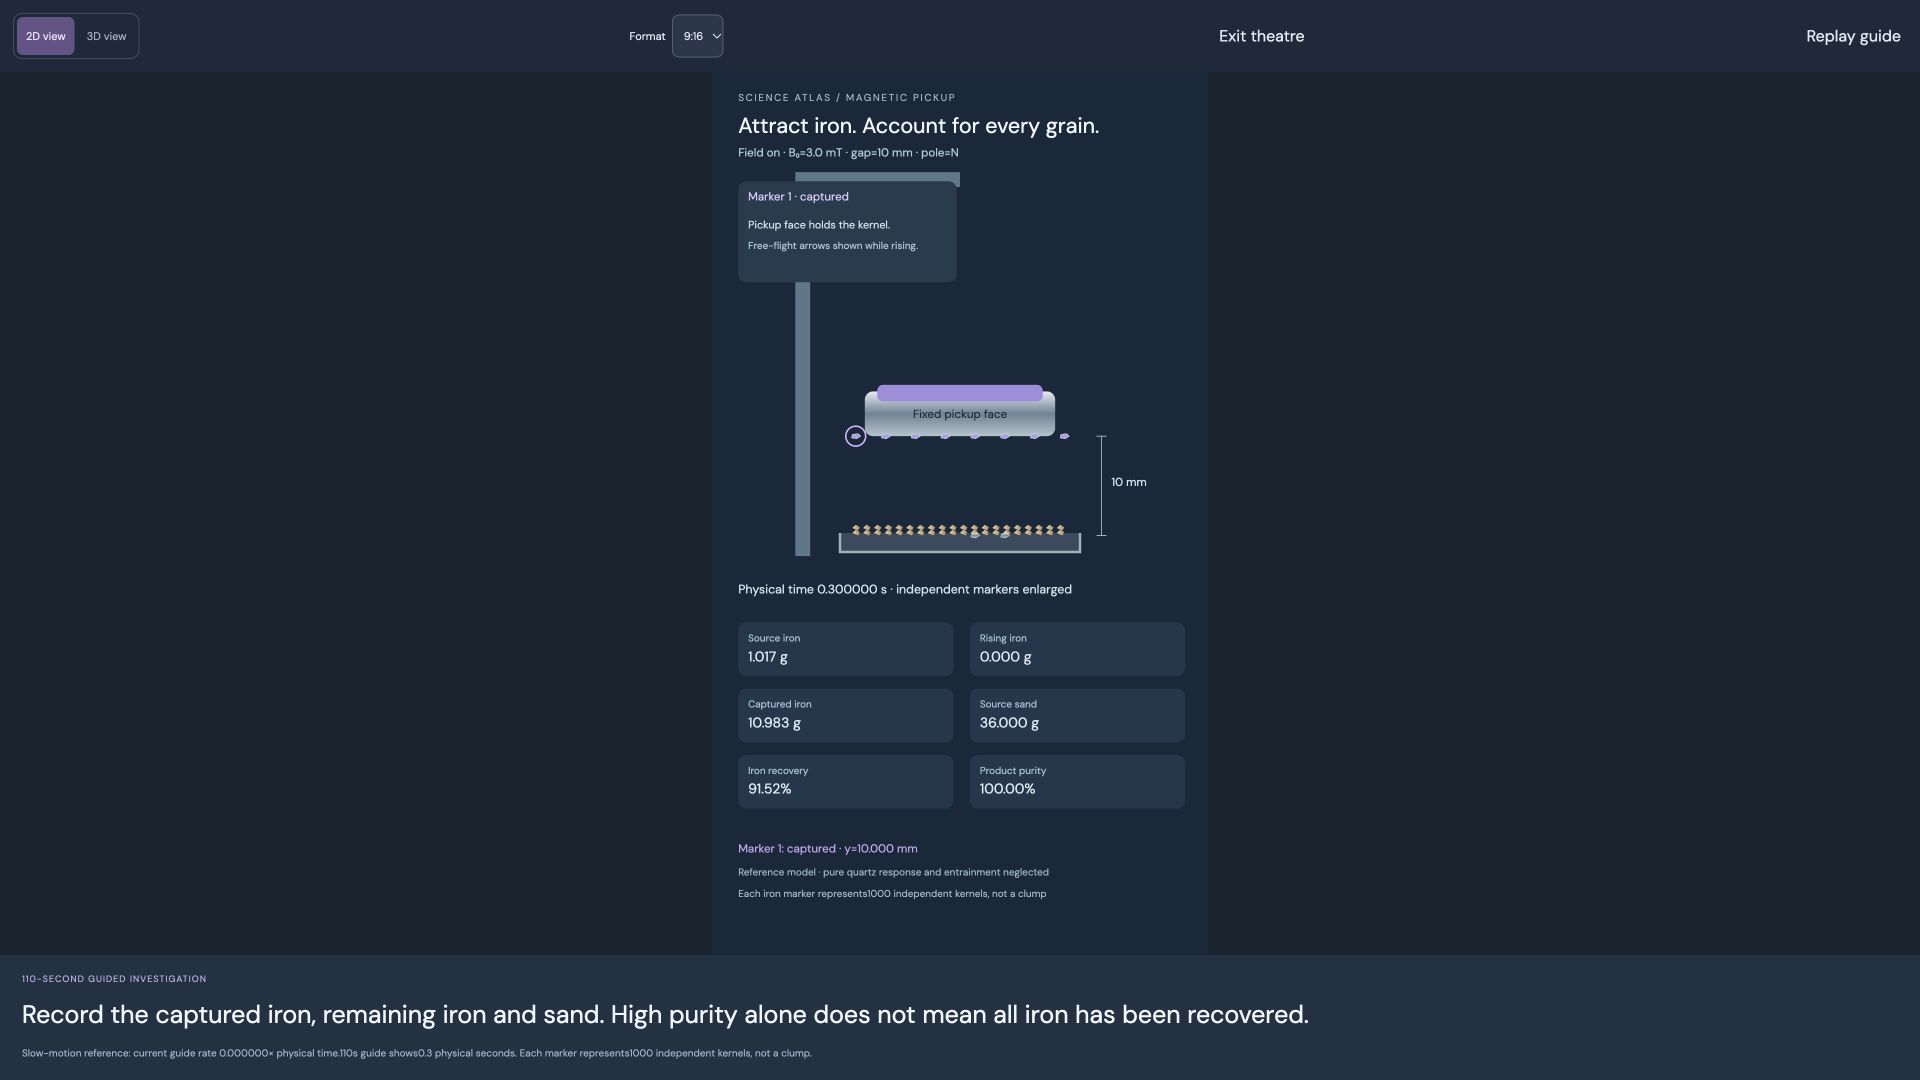 2D view
3D view
Format
9:16
Exit theatre
Replay guide
SCIENCE ATLAS / MAGNETIC PICKUP
Attract iron. Account for every grain.
Field on · B₀=3.0 mT · gap=10 mm · pole=N
Marker 1 · captured
Pickup face holds the kernel.
Free-flight arrows shown while rising.
Fixed pickup face
10 mm
Physical time 0.300000 s · independent markers enlarged
Source iron
1.017 g
Rising iron
0.000 g
Captured iron
10.983 g
Source sand
36.000 g
Iron recovery
91.52%
Product purity
100.00%
Marker 1: captured · y=10.000 mm
Reference model · pure quartz response and entrainment neglected
Each iron marker represents1000 independent kernels, not a clump
110-SECOND GUIDED INVESTIGATION
Record the captured iron, remaining iron and sand. High purity alone does not mean all iron has been recovered.
Slow-motion reference: current guide rate 0.000000× physical time.110s guide shows0.3 physical seconds. Each marker represents1000 independent kernels, not a clump.